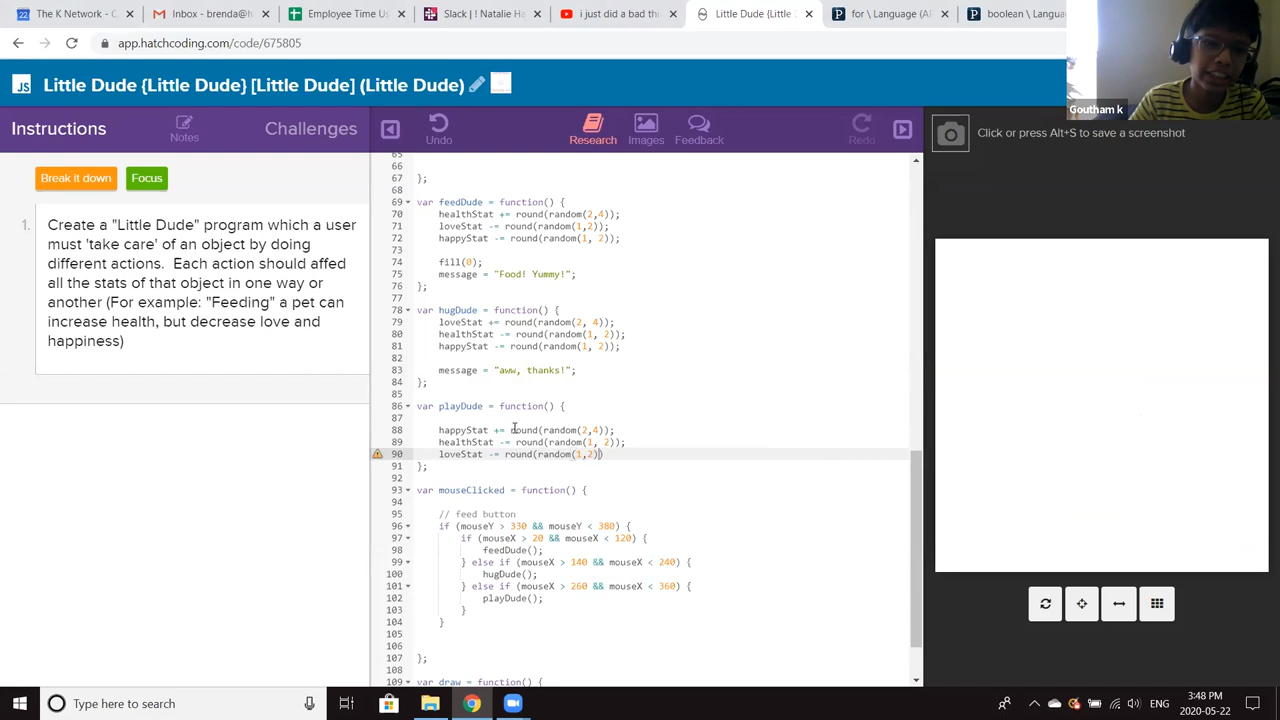 The K Network - Calen
Inbox - brenda@h
Employee Time Us
Slack | ! Natalie Ha
i just did a bad thi
Little Dude {Little D
for \ Language (AP
boolean \ Langua
app.hatchcoding.com/code/675805
Goutham k
JS
Little Dude {Little Dude} [Little Dude] (Little Dude)
Instructions
Notes
Challenges
Undo
Research
Images
Feedback
Redo
Click or press Alt+S to save a screenshot
Break it down
Focus
1. Create a "Little Dude" program which a user
must 'take care' of an object by doing
different actions. Each action should affed
all the stats of that object in one way or
another (For example: "Feeding" a pet can
increase health, but decrease love and
happiness)
65
66
67 };
68
69 var feedDude = function() {
70 healthStat += round(random(2,4));
71 loveStat -= round(random(1,2));
72 happyStat -= round(random(1, 2));
73
74 fill(0);
75 message = "Food! Yummy!";
76 };
77
78 var hugDude = function() {
79 loveStat += round(random(2, 4));
80 healthStat -= round(random(1, 2));
81 happyStat -= round(random(1, 2));
82
83 message = "aww, thanks!";
84 };
85
86 var playDude = function() {
87
88 happyStat += round(random(2,4));
89 healthStat -= round(random(1, 2));
90 loveStat -= round(random(1,2))
91 };
92
93 var mouseClicked = function() {
94
95 // feed button
96 if (mouseY > 330 && mouseY < 380) {
97 if (mouseX > 20 && mouseX < 120) {
98 feedDude();
99 } else if (mouseX > 140 && mouseX < 240) {
100 hugDude();
101 } else if (mouseX > 260 && mouseX < 360) {
102 playDude();
103 }
104 }
105
106
107 };
108
109 var draw = function() {
Type here to search
ENG
3:48 PM
2020-05-22